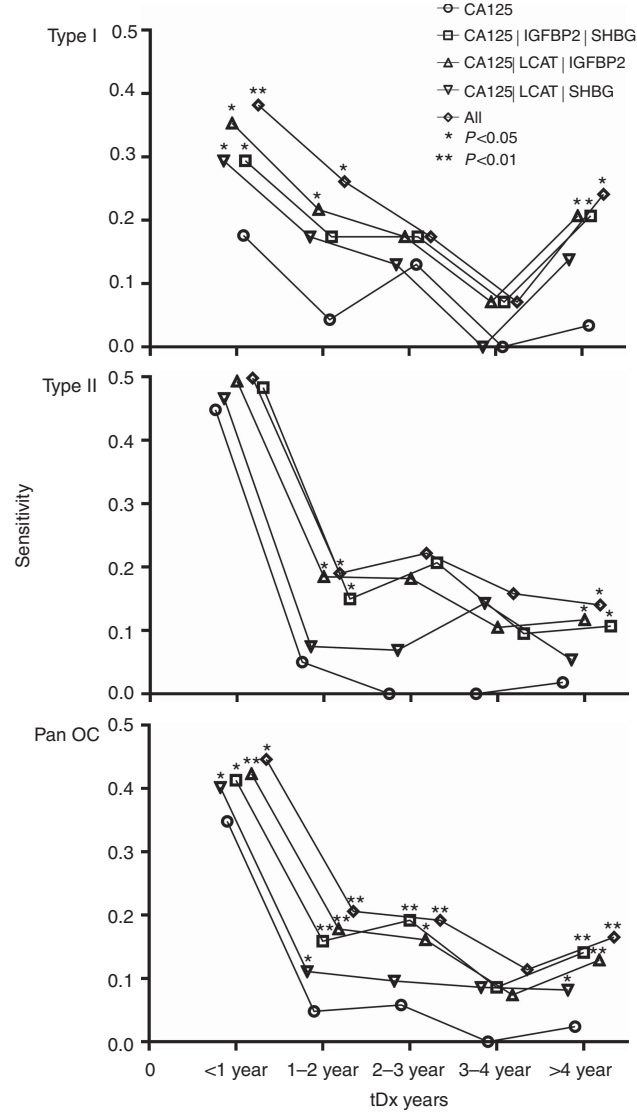 Type I
0.5
0.4
0.3
0.2
0.1
0.0
CA125
CA125 | IGFBP2 | SHBG
CA125 | LCAT | IGFBP2
CA125 | LCAT | SHBG
All
* P<0.05
** P<0.01
* * * **
* *
* * *
Type II
0.5
0.4
0.3
0.2
0.1
0.0
Sensitivity
* * *
* * *
Pan OC
0.5
0.4
0.3
0.2
0.1
0.0
* * ** *
* ** ** **
** * **
* ** ** **
0 <1 year 1–2 year 2–3 year 3–4 year >4 year
tDx years